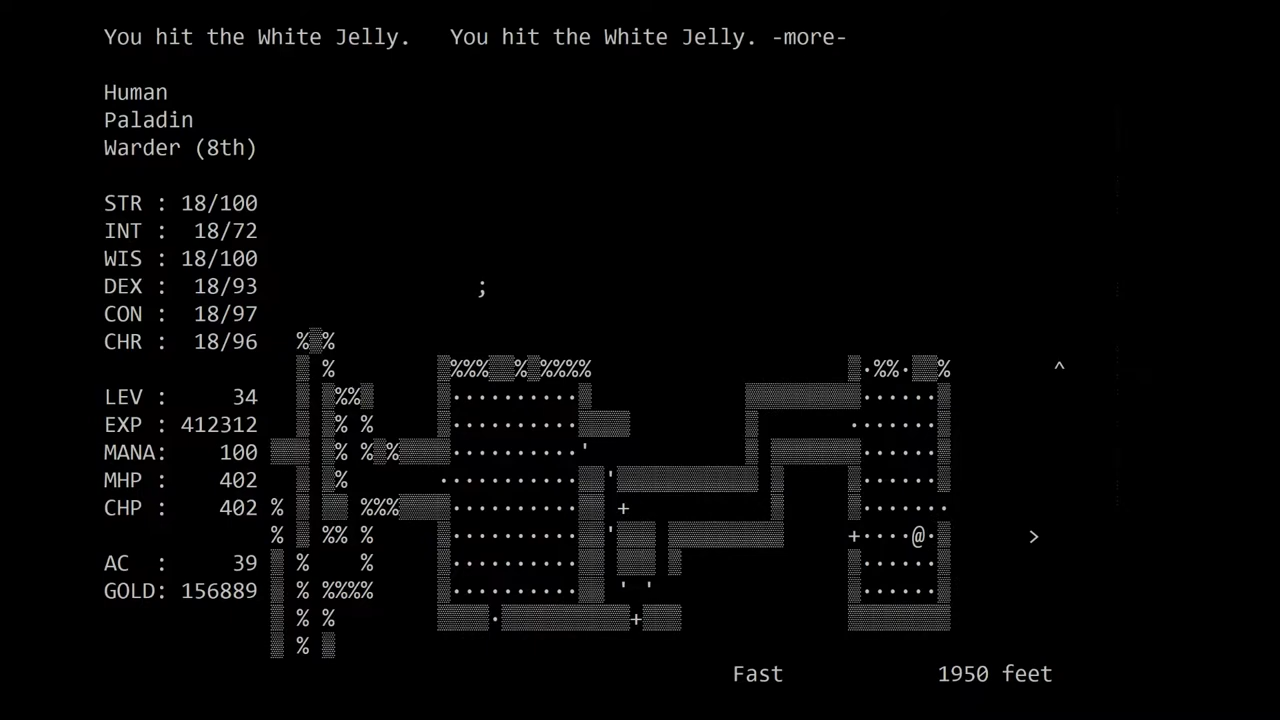 You hit the White Jelly.   You hit the White Jelly. -more-
Human
Paladin
Warder (8th)
STR : 18/100
INT :  18/72
WIS : 18/100
DEX :  18/93
CON :  18/97
CHR :  18/96
LEV :     34
EXP : 412312
MANA:    100
MHP :    402
CHP :    402
AC  :     39
GOLD: 156889
Fast
1950 feet